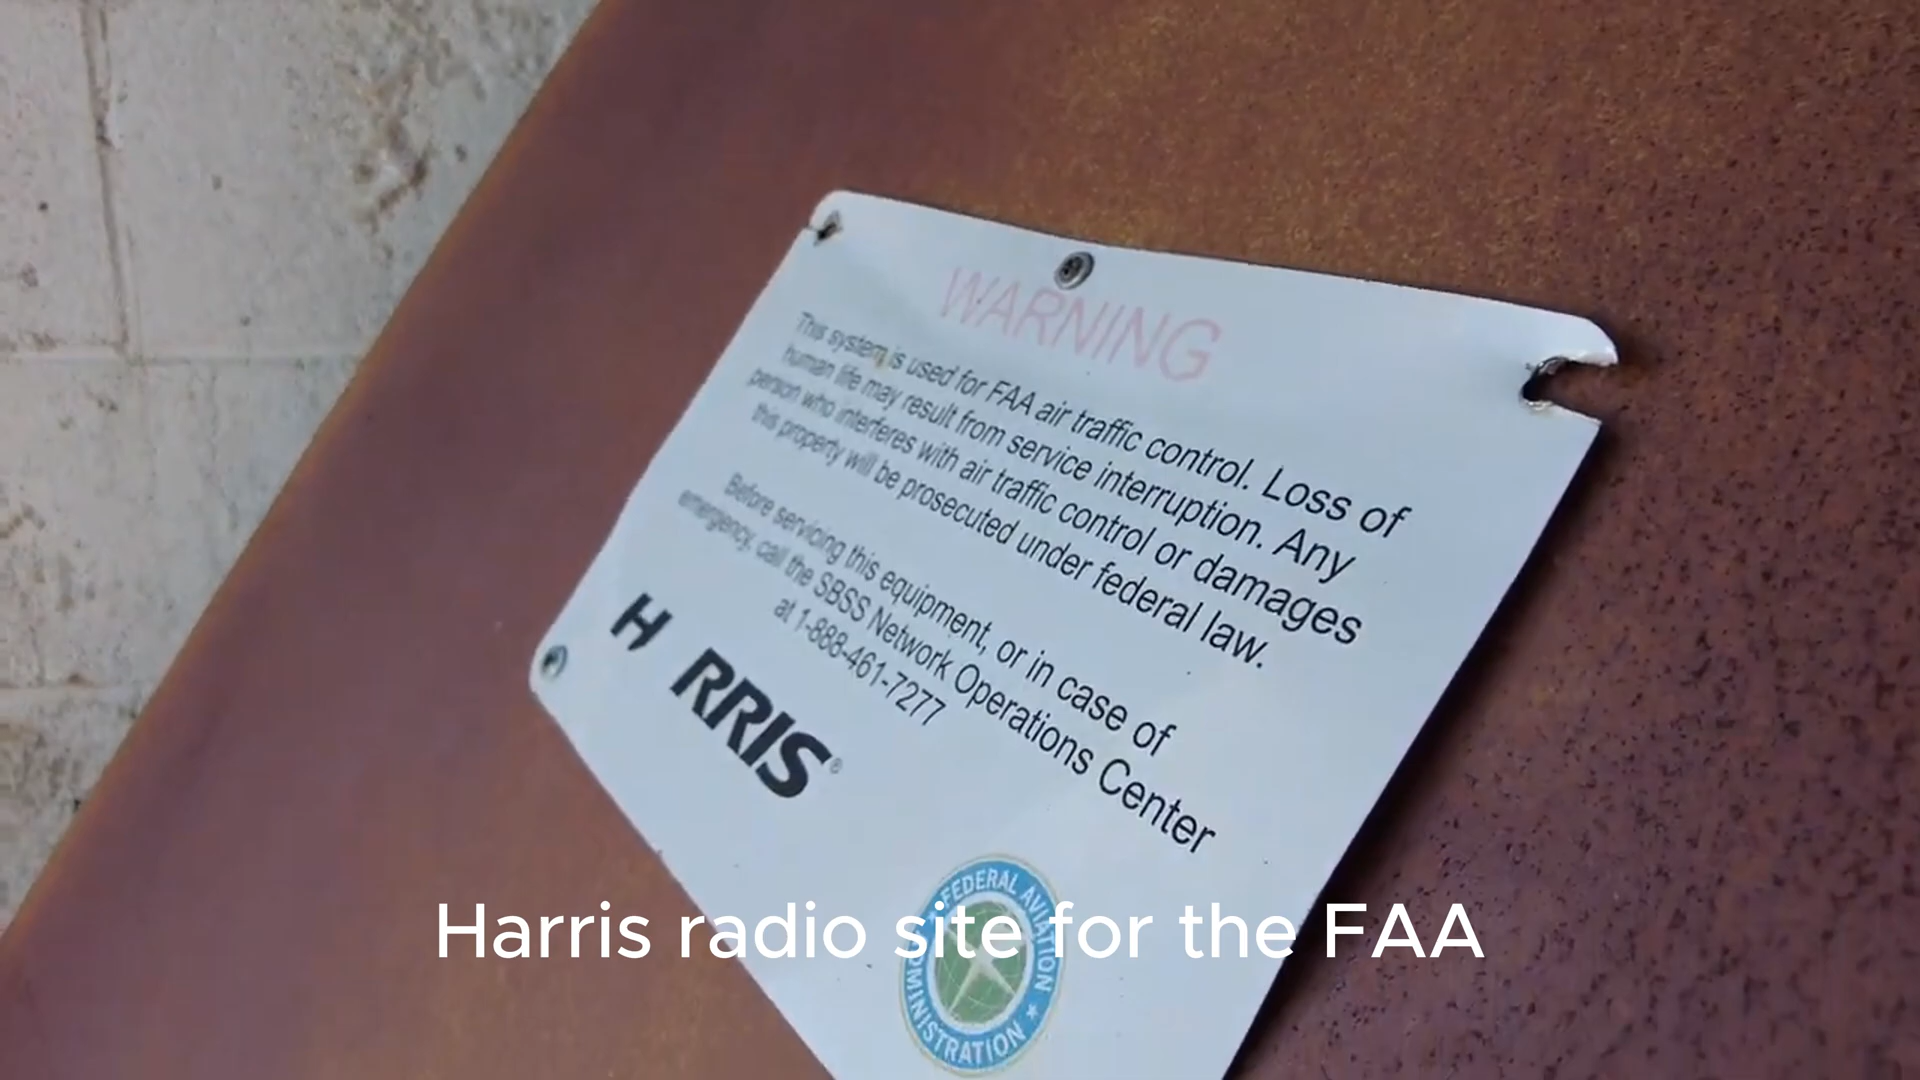 WARNING
This system is used for FAA air traffic control. Loss of
human life may result from service interruption. Any
person who interferes with air traffic control or damages
this property will be prosecuted under federal law.
Before servicing this equipment, or in case of
emergency, call the SBSS Network Operations Center
at 1-888-461-7277
H RRIS®
FEDERAL AVIATION
MINISTRATION
Harris radio site for the FAA